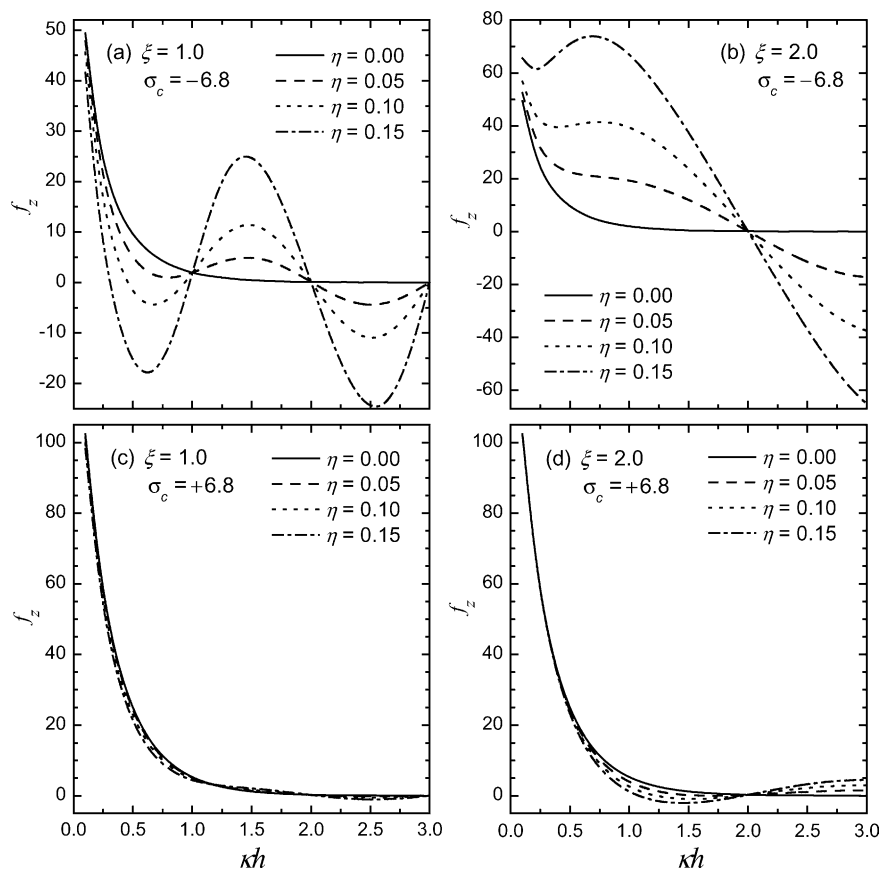 (a) ξ = 1.0
σc = −6.8
η = 0.00
η = 0.05
η = 0.10
η = 0.15
50
40
30
20
10
0
-10
-20
fz
(b) ξ = 2.0
σc = −6.8
η = 0.00
η = 0.05
η = 0.10
η = 0.15
80
60
40
20
0
-20
-40
-60
fz
(c) ξ = 1.0
σc = +6.8
η = 0.00
η = 0.05
η = 0.10
η = 0.15
100
80
60
40
20
0
fz
0.0 0.5 1.0 1.5 2.0 2.5 3.0
κh
(d) ξ = 2.0
σc = +6.8
η = 0.00
η = 0.05
η = 0.10
η = 0.15
100
80
60
40
20
0
fz
0.0 0.5 1.0 1.5 2.0 2.5 3.0
κh